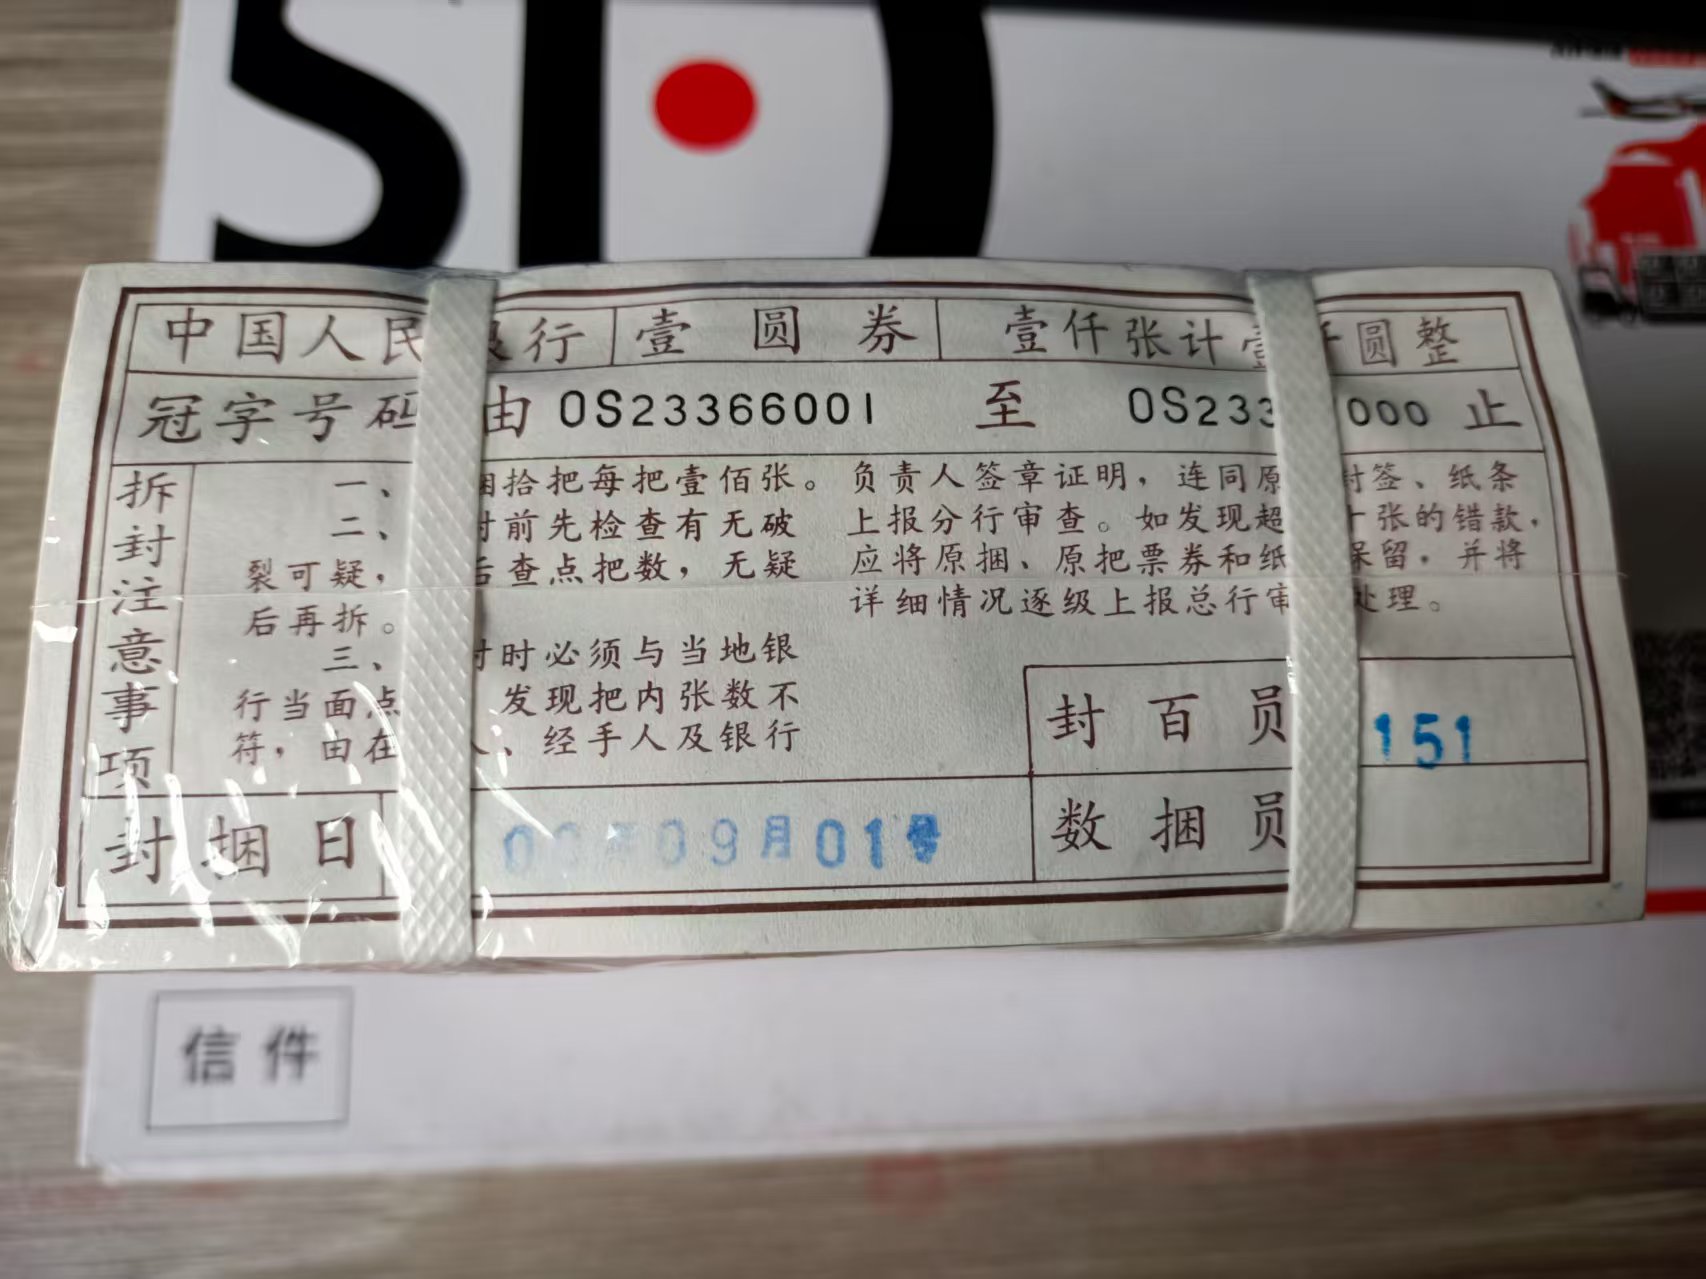 中国人民 行 壹圆券 壹仟张计 圆整
冠字号码 由 OS23366001 至 OS233 000 止
拆封注意事项
一、 捆拾把每把壹佰张。
二、 封前先检查有无破
裂可疑， 后查点把数，无疑
后再拆。
三、 时必须与当地银
行当面点 发现把内张数不
符，由在 人、经手人及银行
负责人签章证明，连同原 封签、纸条
上报分行审查。如发现超 十张的错款，
应将原捆、原把票券和纸 保留，并将
详细情况逐级上报总行审 处理。
封百员 151
封捆日 年09月01号
数捆员
信件